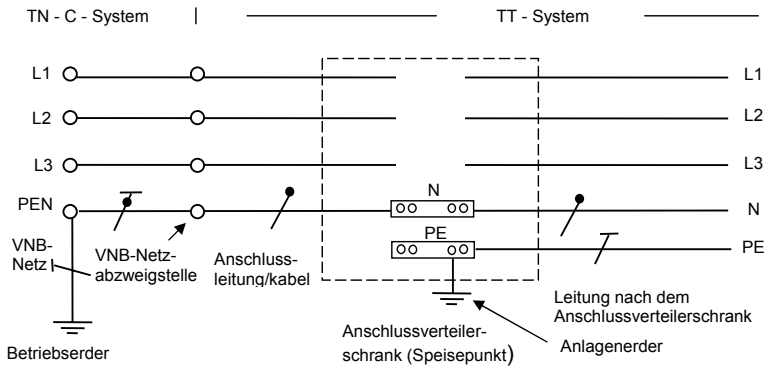 TN - C - System
TT - System
L1
L1
L2
L2
L3
L3
PEN
N
N
PE
PE
VNB-
Netz
VNB-Netz-
abzweigstelle
Anschluss-
leitung/kabel
Leitung nach dem
Anschlussverteilerschrank
Betriebserder
Anschlussverteiler-
schrank (Speisepunkt)
Anlagenerder